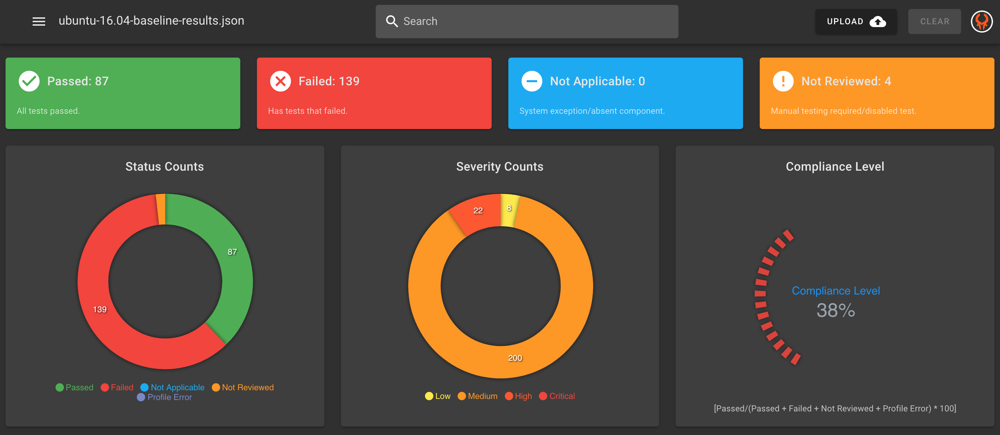 ubuntu-16.04-baseline-results.json
Search
UPLOAD
CLEAR
Passed: 87
All tests passed.
Failed: 139
Has tests that failed.
Not Applicable: 0
System exception/absent component.
Not Reviewed: 4
Manual testing required/disabled test.
Status Counts
87
139
Passed Failed Not Applicable Not Reviewed
Profile Error
Severity Counts
22
8
200
Low Medium High Critical
Compliance Level
Compliance Level
38%
[Passed/(Passed + Failed + Not Reviewed + Profile Error) * 100]